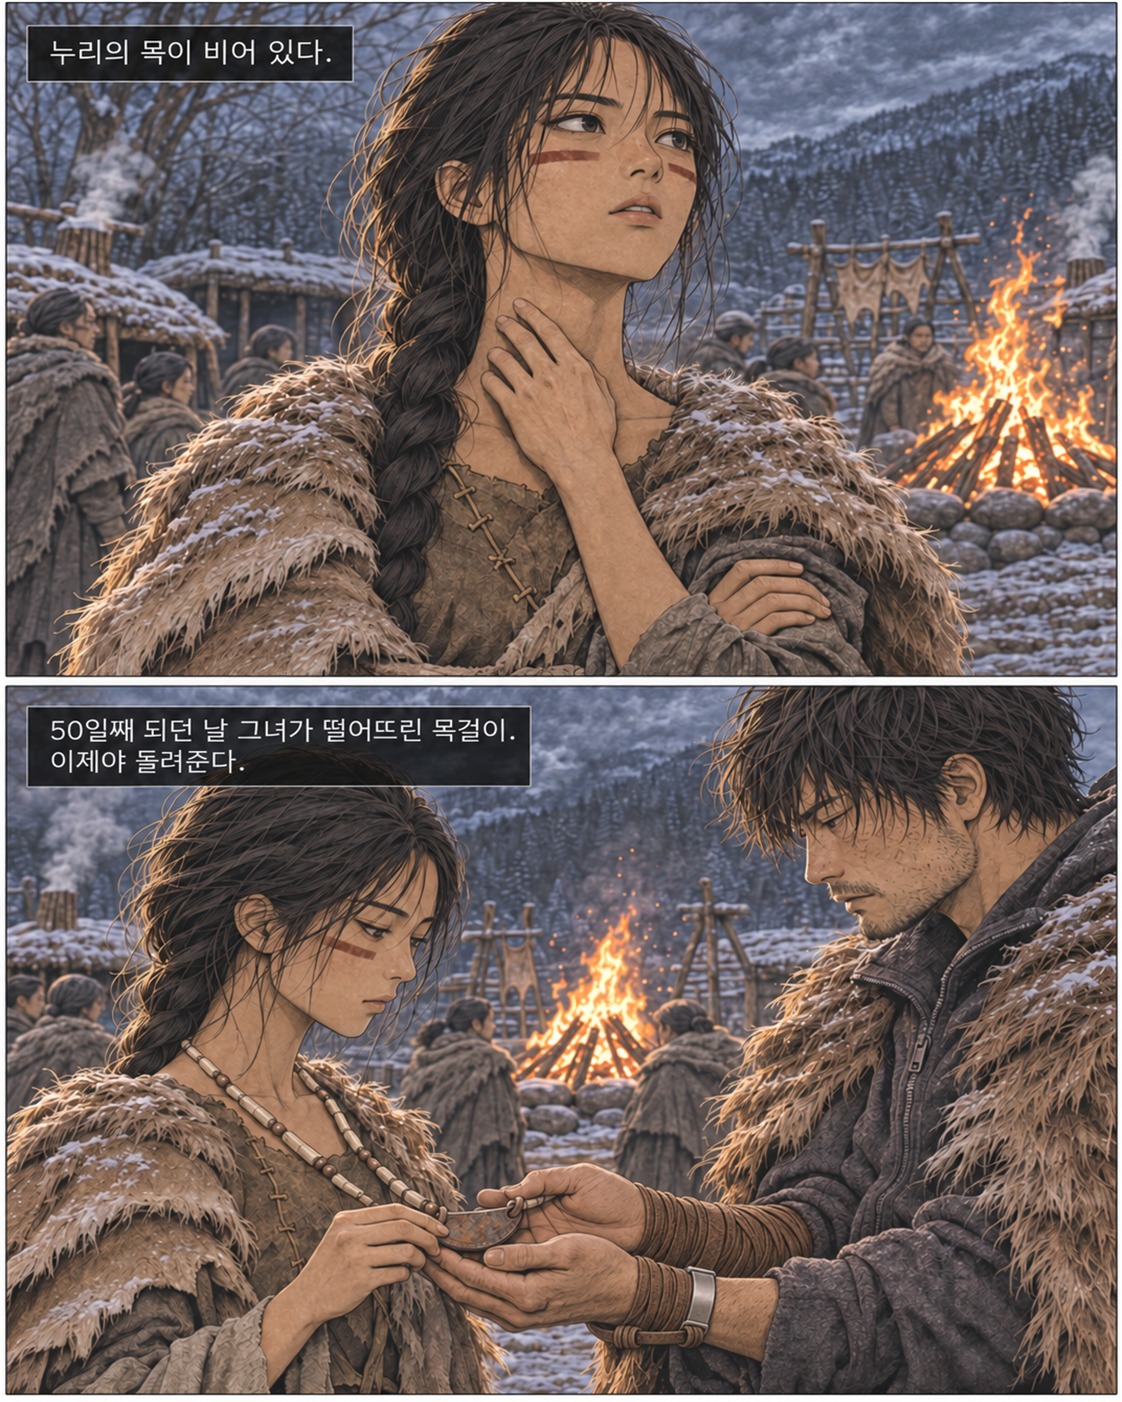 누리의 목이 비어 있다.
50일째 되던 날 그녀가 떨어뜨린 목걸이.
이제야 돌려준다.